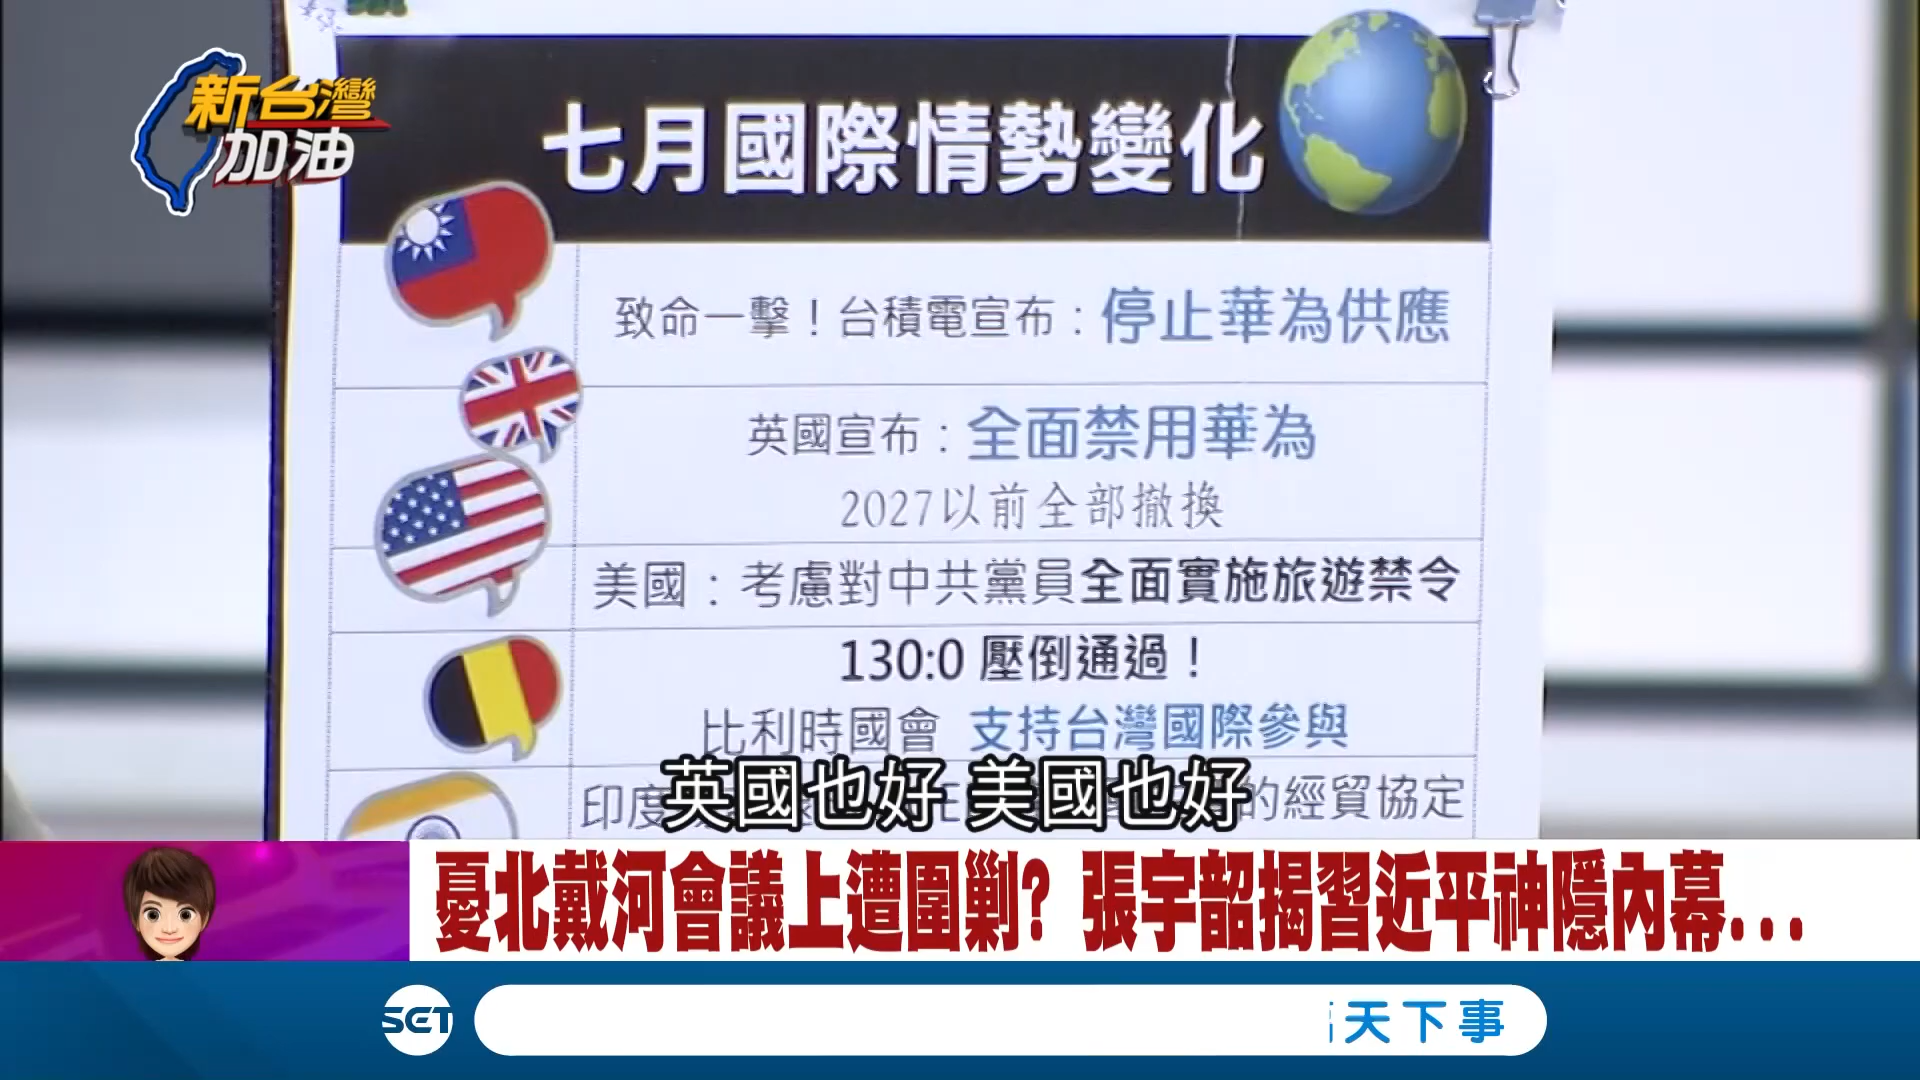 新台灣
加油
七月國際情勢變化
致命一擊！台積電宣布：停止華為供應
英國宣布：全面禁用華為
2027以前全部撤換
美國：考慮對中共黨員全面實施旅遊禁令
130:0 壓倒通過！
比利時國會 支持台灣國際參與
印度
的經貿協定
英國也好 美國也好
憂北戴河會議上遭圍剿? 張宇韶揭習近平神隱內幕...
SET
天下事